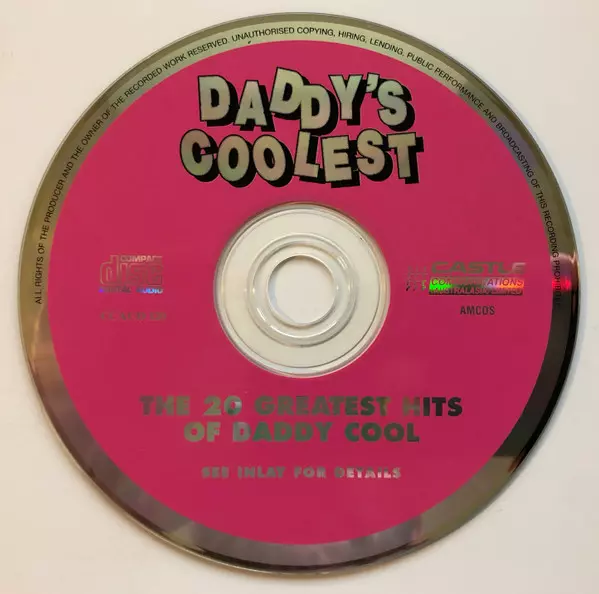 ALL RIGHTS OF THE PRODUCER AND THE OWNER OF THE RECORDED WORK RESERVED. UNAUTHORISED COPYING, HIRING, LENDING, PUBLIC PERFORMANCE AND BROADCASTING OF THIS RECORDING PROHIBITED
DADDY'S
COOLEST
COMPACT
disc
DIGITAL AUDIO
CASTLE
COMMUNICATIONS
AUSTRALASIA LIMITED
AMCOS
THE 20 GREATEST HITS
OF DADDY COOL
SEE INLAY FOR DETAILS